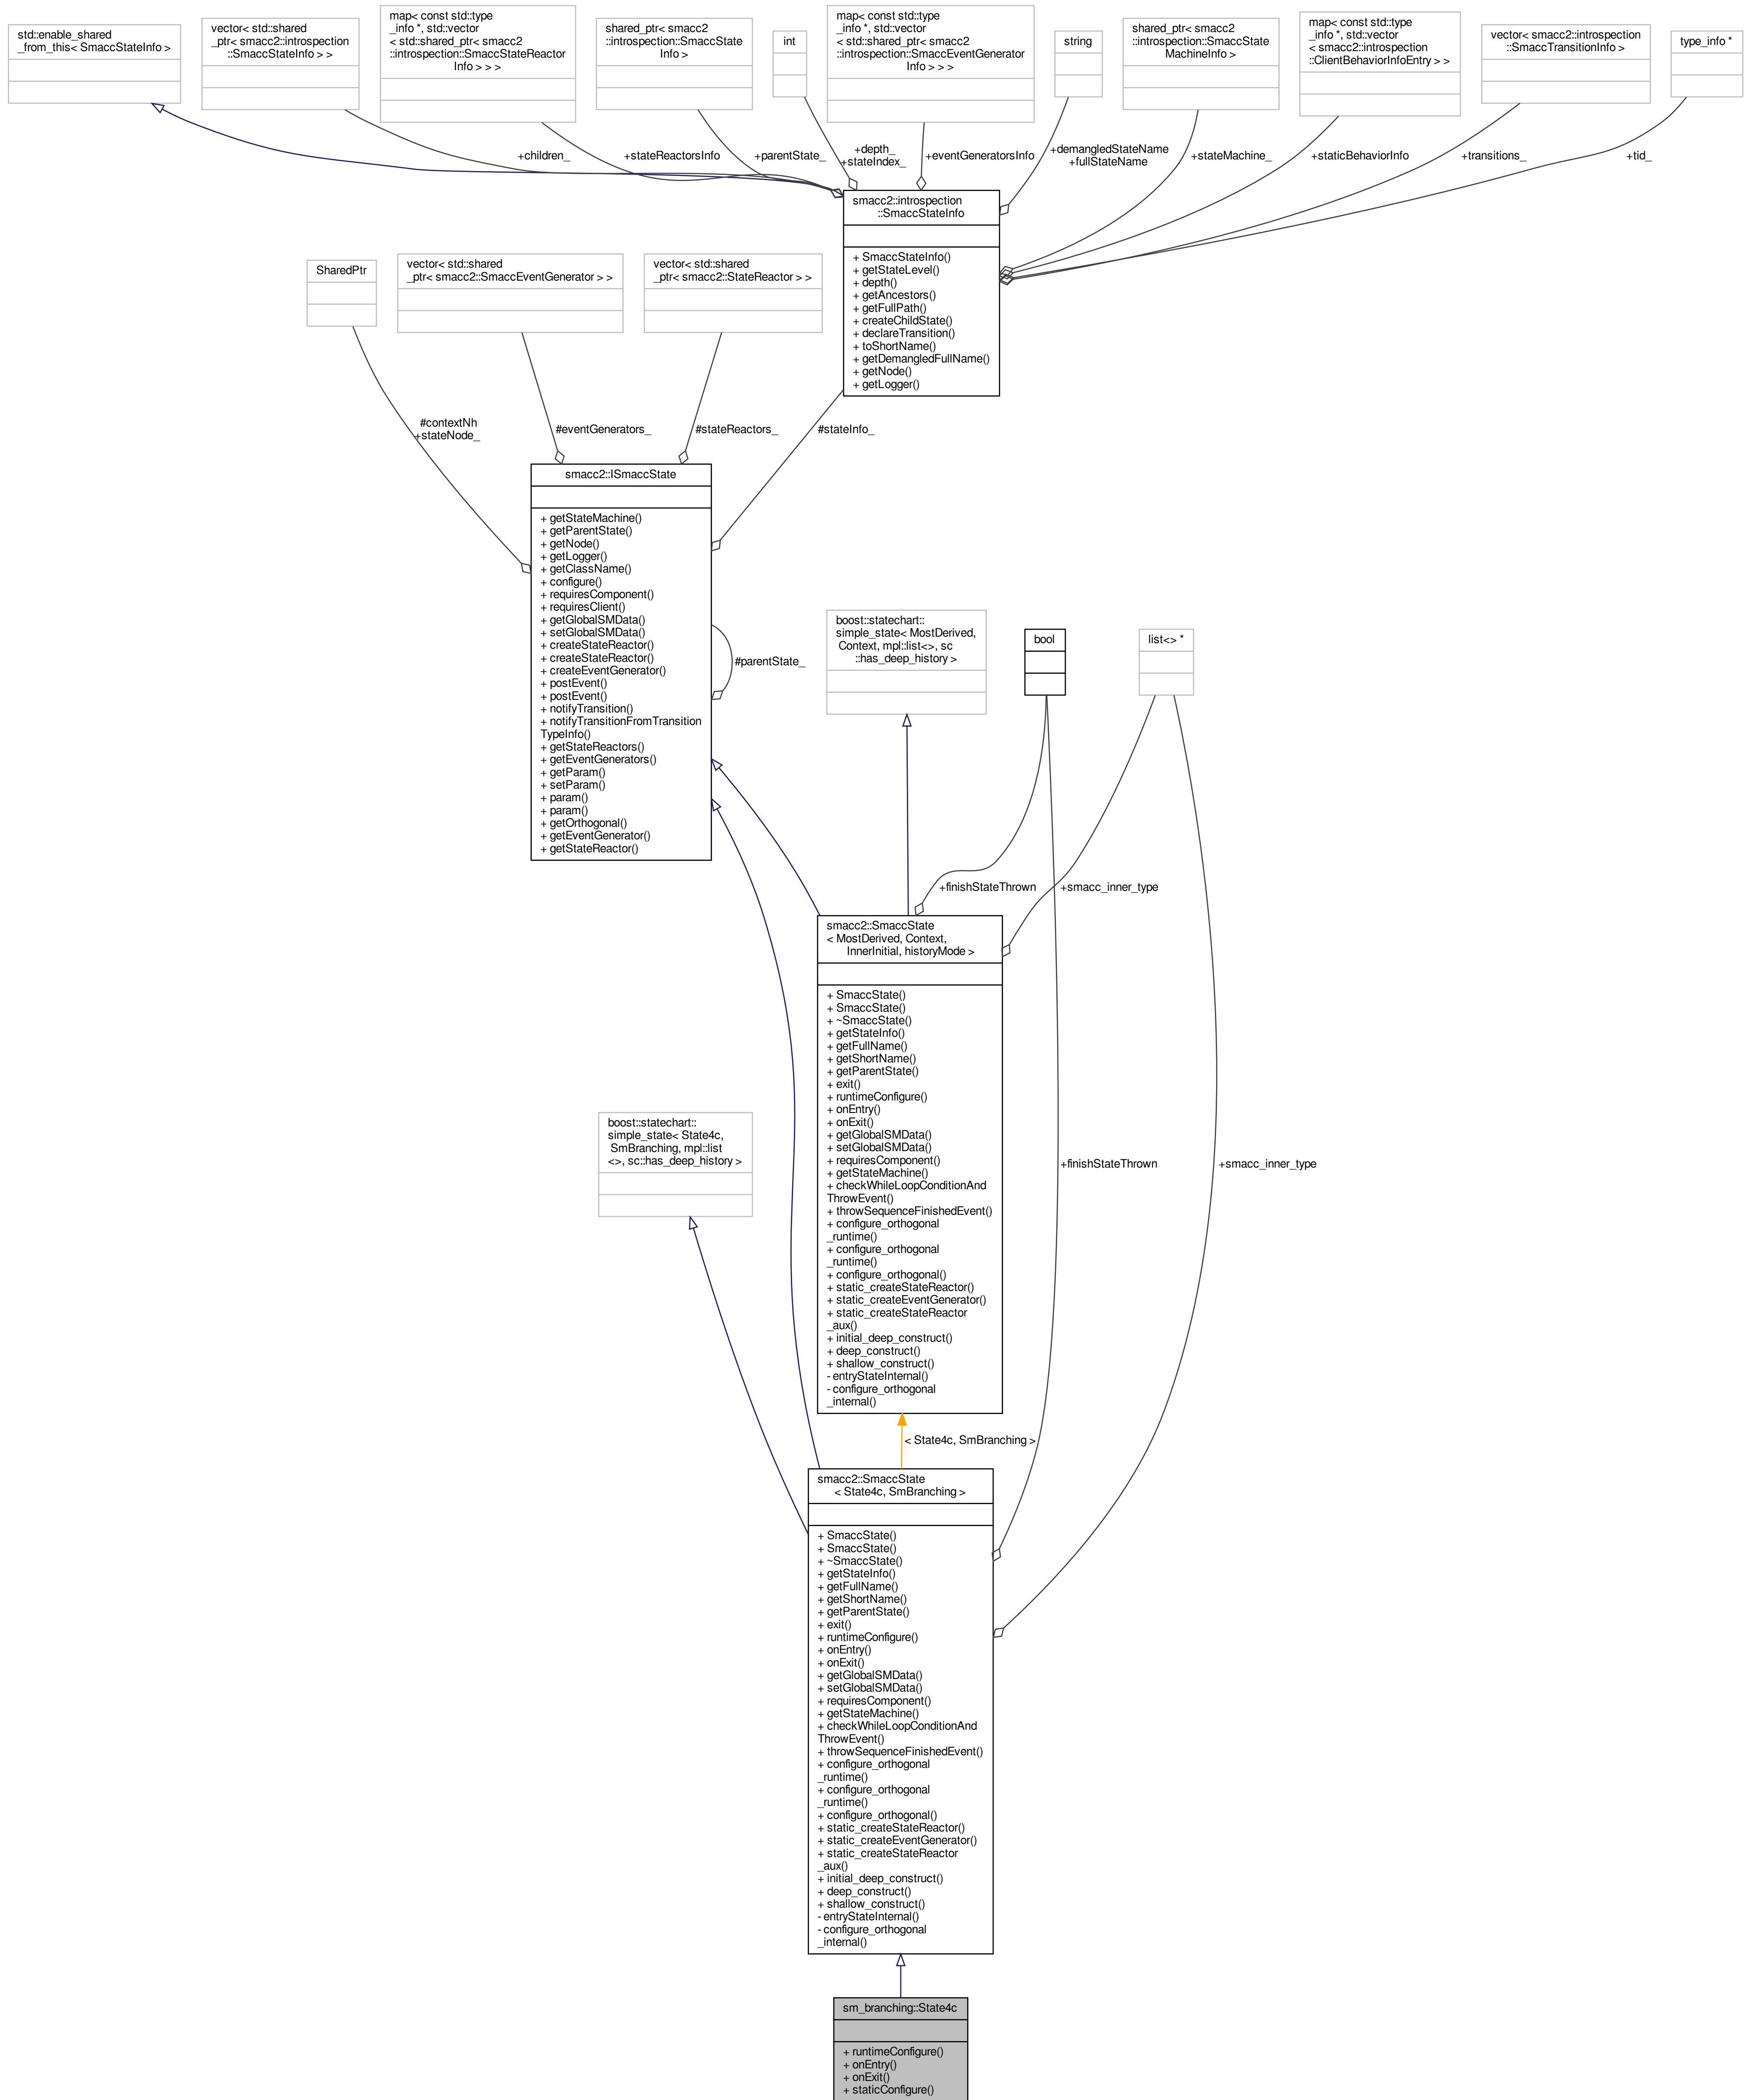 std::enable_shared
_from_this< SmaccStateInfo >
vector< std::shared
_ptr< smacc2::introspection
::SmaccStateInfo > >
map< const std::type
_info *, std::vector
< std::shared_ptr< smacc2
::introspection::SmaccStateReactor
Info > > >
shared_ptr< smacc2
::introspection::SmaccState
Info >
int
map< const std::type
_info *, std::vector
< std::shared_ptr< smacc2
::introspection::SmaccEventGenerator
Info > > >
string
shared_ptr< smacc2
::introspection::SmaccState
MachineInfo >
map< const std::type
_info *, std::vector
< smacc2::introspection
::ClientBehaviorInfoEntry > >
vector< smacc2::introspection
::SmaccTransitionInfo >
type_info *
+children_
+stateReactorsInfo
+parentState_
+depth_
+stateIndex_
+eventGeneratorsInfo
+demangledStateName
+fullStateName
+stateMachine_
+staticBehaviorInfo
+transitions_
+tid_
smacc2::introspection
::SmaccStateInfo
+ SmaccStateInfo()
+ getStateLevel()
+ depth()
+ getAncestors()
+ getFullPath()
+ createChildState()
+ declareTransition()
+ toShortName()
+ getDemangledFullName()
+ getNode()
+ getLogger()
SharedPtr
vector< std::shared
_ptr< smacc2::SmaccEventGenerator > >
vector< std::shared
_ptr< smacc2::StateReactor > >
#contextNh
+stateNode_
#eventGenerators_
#stateReactors_
#stateInfo_
smacc2::ISmaccState
+ getStateMachine()
+ getParentState()
+ getNode()
+ getLogger()
+ getClassName()
+ configure()
+ requiresComponent()
+ requiresClient()
+ getGlobalSMData()
+ setGlobalSMData()
+ createStateReactor()
+ createStateReactor()
+ createEventGenerator()
+ postEvent()
+ postEvent()
+ notifyTransition()
+ notifyTransitionFromTransition
TypeInfo()
+ getStateReactors()
+ getEventGenerators()
+ getParam()
+ setParam()
+ param()
+ param()
+ getOrthogonal()
+ getEventGenerator()
+ getStateReactor()
#parentState_
boost::statechart::
simple_state< MostDerived,
Context, mpl::list<>, sc
::has_deep_history >
bool
list<> *
+finishStateThrown
+smacc_inner_type
smacc2::SmaccState
< MostDerived, Context,
InnerInitial, historyMode >
+ SmaccState()
+ SmaccState()
+ ~SmaccState()
+ getStateInfo()
+ getFullName()
+ getShortName()
+ getParentState()
+ exit()
+ runtimeConfigure()
+ onEntry()
+ onExit()
+ getGlobalSMData()
+ setGlobalSMData()
+ requiresComponent()
+ getStateMachine()
+ checkWhileLoopConditionAnd
ThrowEvent()
+ throwSequenceFinishedEvent()
+ configure_orthogonal
_runtime()
+ configure_orthogonal
_runtime()
+ configure_orthogonal()
+ static_createStateReactor()
+ static_createEventGenerator()
+ static_createStateReactor
_aux()
+ initial_deep_construct()
+ deep_construct()
+ shallow_construct()
- entryStateInternal()
- configure_orthogonal
_internal()
boost::statechart::
simple_state< State4c,
SmBranching, mpl::list
<>, sc::has_deep_history >
+finishStateThrown
+smacc_inner_type
< State4c, SmBranching >
smacc2::SmaccState
< State4c, SmBranching >
+ SmaccState()
+ SmaccState()
+ ~SmaccState()
+ getStateInfo()
+ getFullName()
+ getShortName()
+ getParentState()
+ exit()
+ runtimeConfigure()
+ onEntry()
+ onExit()
+ getGlobalSMData()
+ setGlobalSMData()
+ requiresComponent()
+ getStateMachine()
+ checkWhileLoopConditionAnd
ThrowEvent()
+ throwSequenceFinishedEvent()
+ configure_orthogonal
_runtime()
+ configure_orthogonal
_runtime()
+ configure_orthogonal()
+ static_createStateReactor()
+ static_createEventGenerator()
+ static_createStateReactor
_aux()
+ initial_deep_construct()
+ deep_construct()
+ shallow_construct()
- entryStateInternal()
- configure_orthogonal
_internal()
sm_branching::State4c
+ runtimeConfigure()
+ onEntry()
+ onExit()
+ staticConfigure()